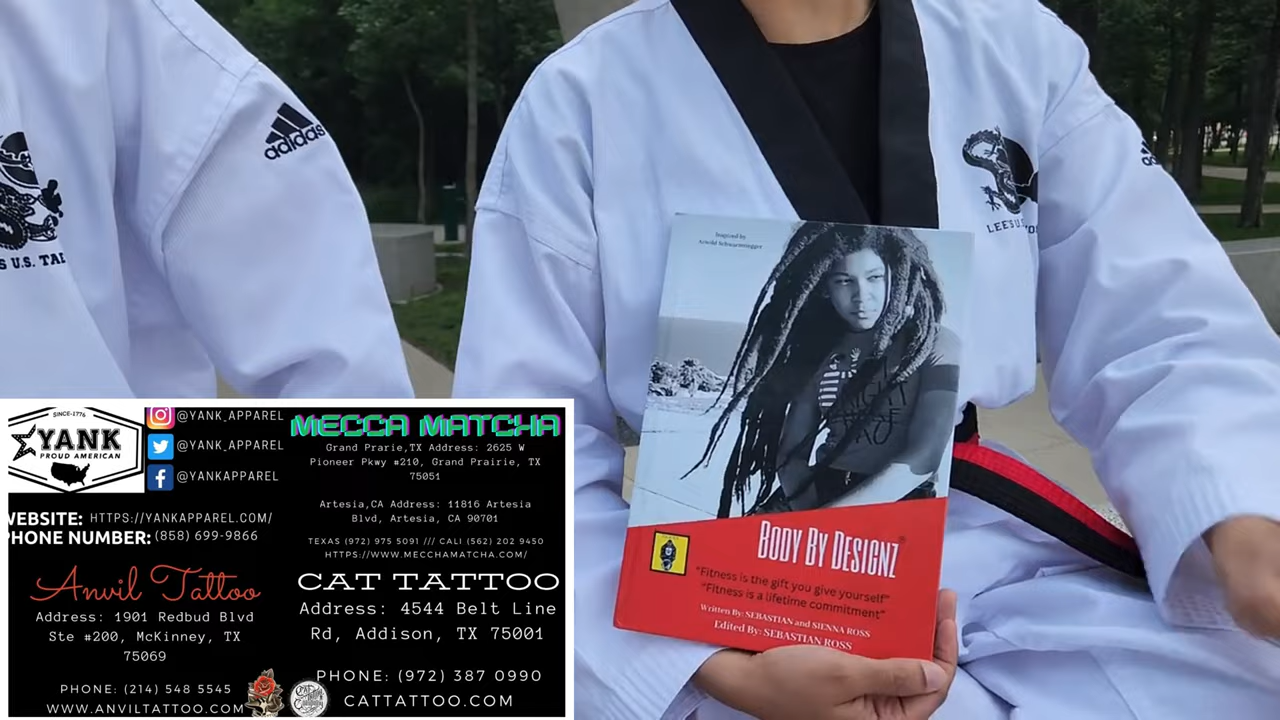 adidas
S U.S. TAE
LEE'S U.S.
Inspired by
Arnold Schwarzenegger
BODY BY DESIGNZ
"Fitness is the gift you give yourself"
"Fitness is a lifetime commitment"
Written By: SEBASTIAN and SIENNA ROSS
Edited By: SEBASTIAN ROSS
SINCE-1776
YANK
PROUD AMERICAN
@YANK_APPAREL
@YANK_APPAREL
@YANKAPPAREL
WEBSITE: HTTPS://YANKAPPAREL.COM/
PHONE NUMBER: (858) 699-9866
Anvil Tattoo
Address: 1901 Redbud Blvd
Ste #200, McKinney, TX
75069
PHONE: (214) 548 5545
WWW.ANVILTATTOO.COM
MECCA MATCHA
Grand Prarie,TX Address: 2625 W
Pioneer Pkwy #210, Grand Prairie, TX
75051
Artesia,CA Address: 11816 Artesia
Blvd, Artesia, CA 90701
TEXAS (972) 975 5091 /// CALI (562) 202 9450
HTTPS://WWW.MECCHAMATCHA.COM/
CAT TATTOO
Address: 4544 Belt Line
Rd, Addison, TX 75001
PHONE: (972) 387 0990
CATTATTOO.COM